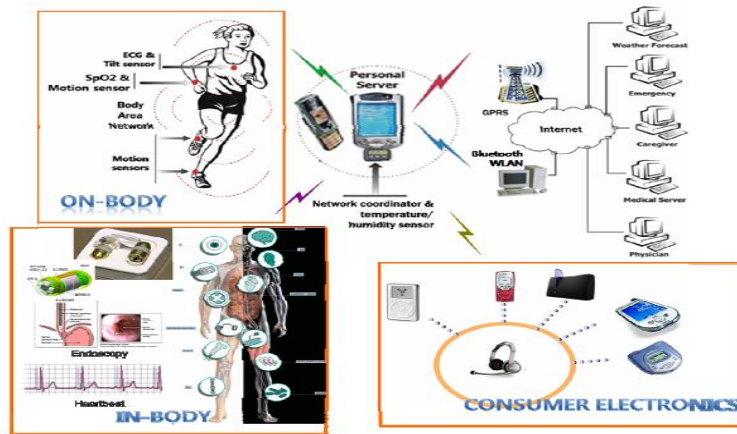 ECG &
Tilt sensor
SpO2 &
Motion sensor
Body
Area
Network
Motion
sensors
ON-BODY
Personal
Server
Network coordinator &
temperature/
humidity sensor
GPRS
Bluetooth
WLAN
Internet
Weather Forecast
Emergency
Caregiver
Medical Server
Physician
Endoscopy
Heartbeat
IN-BODY
CONSUMER ELECTRONICS